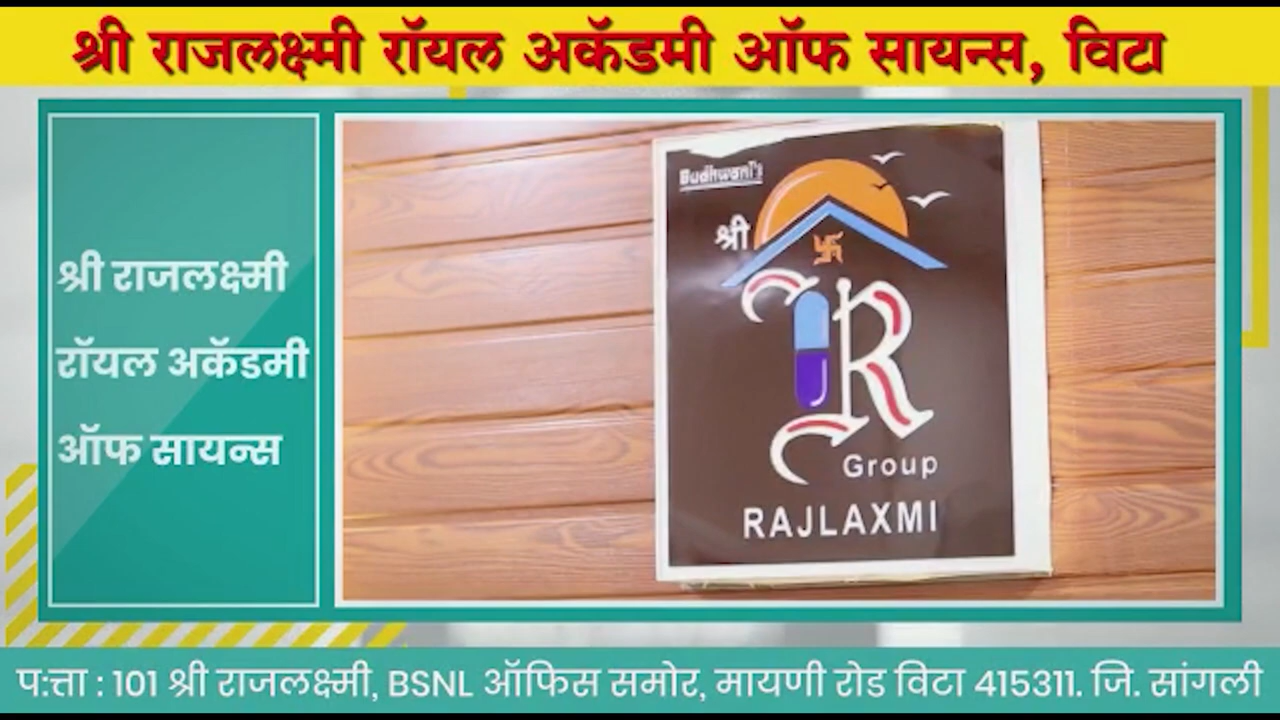 श्री राजलक्ष्मी रॉयल अकॅडमी ऑफ सायन्स, विटा
श्री राजलक्ष्मी
रॉयल अकॅडमी
ऑफ सायन्स
Budhwani's
श्री
R
Group
RAJLAXMI
प:त्ता : 101 श्री राजलक्ष्मी, BSNL ऑफिस समोर, मायणी रोड विटा 415311. जि. सांगली